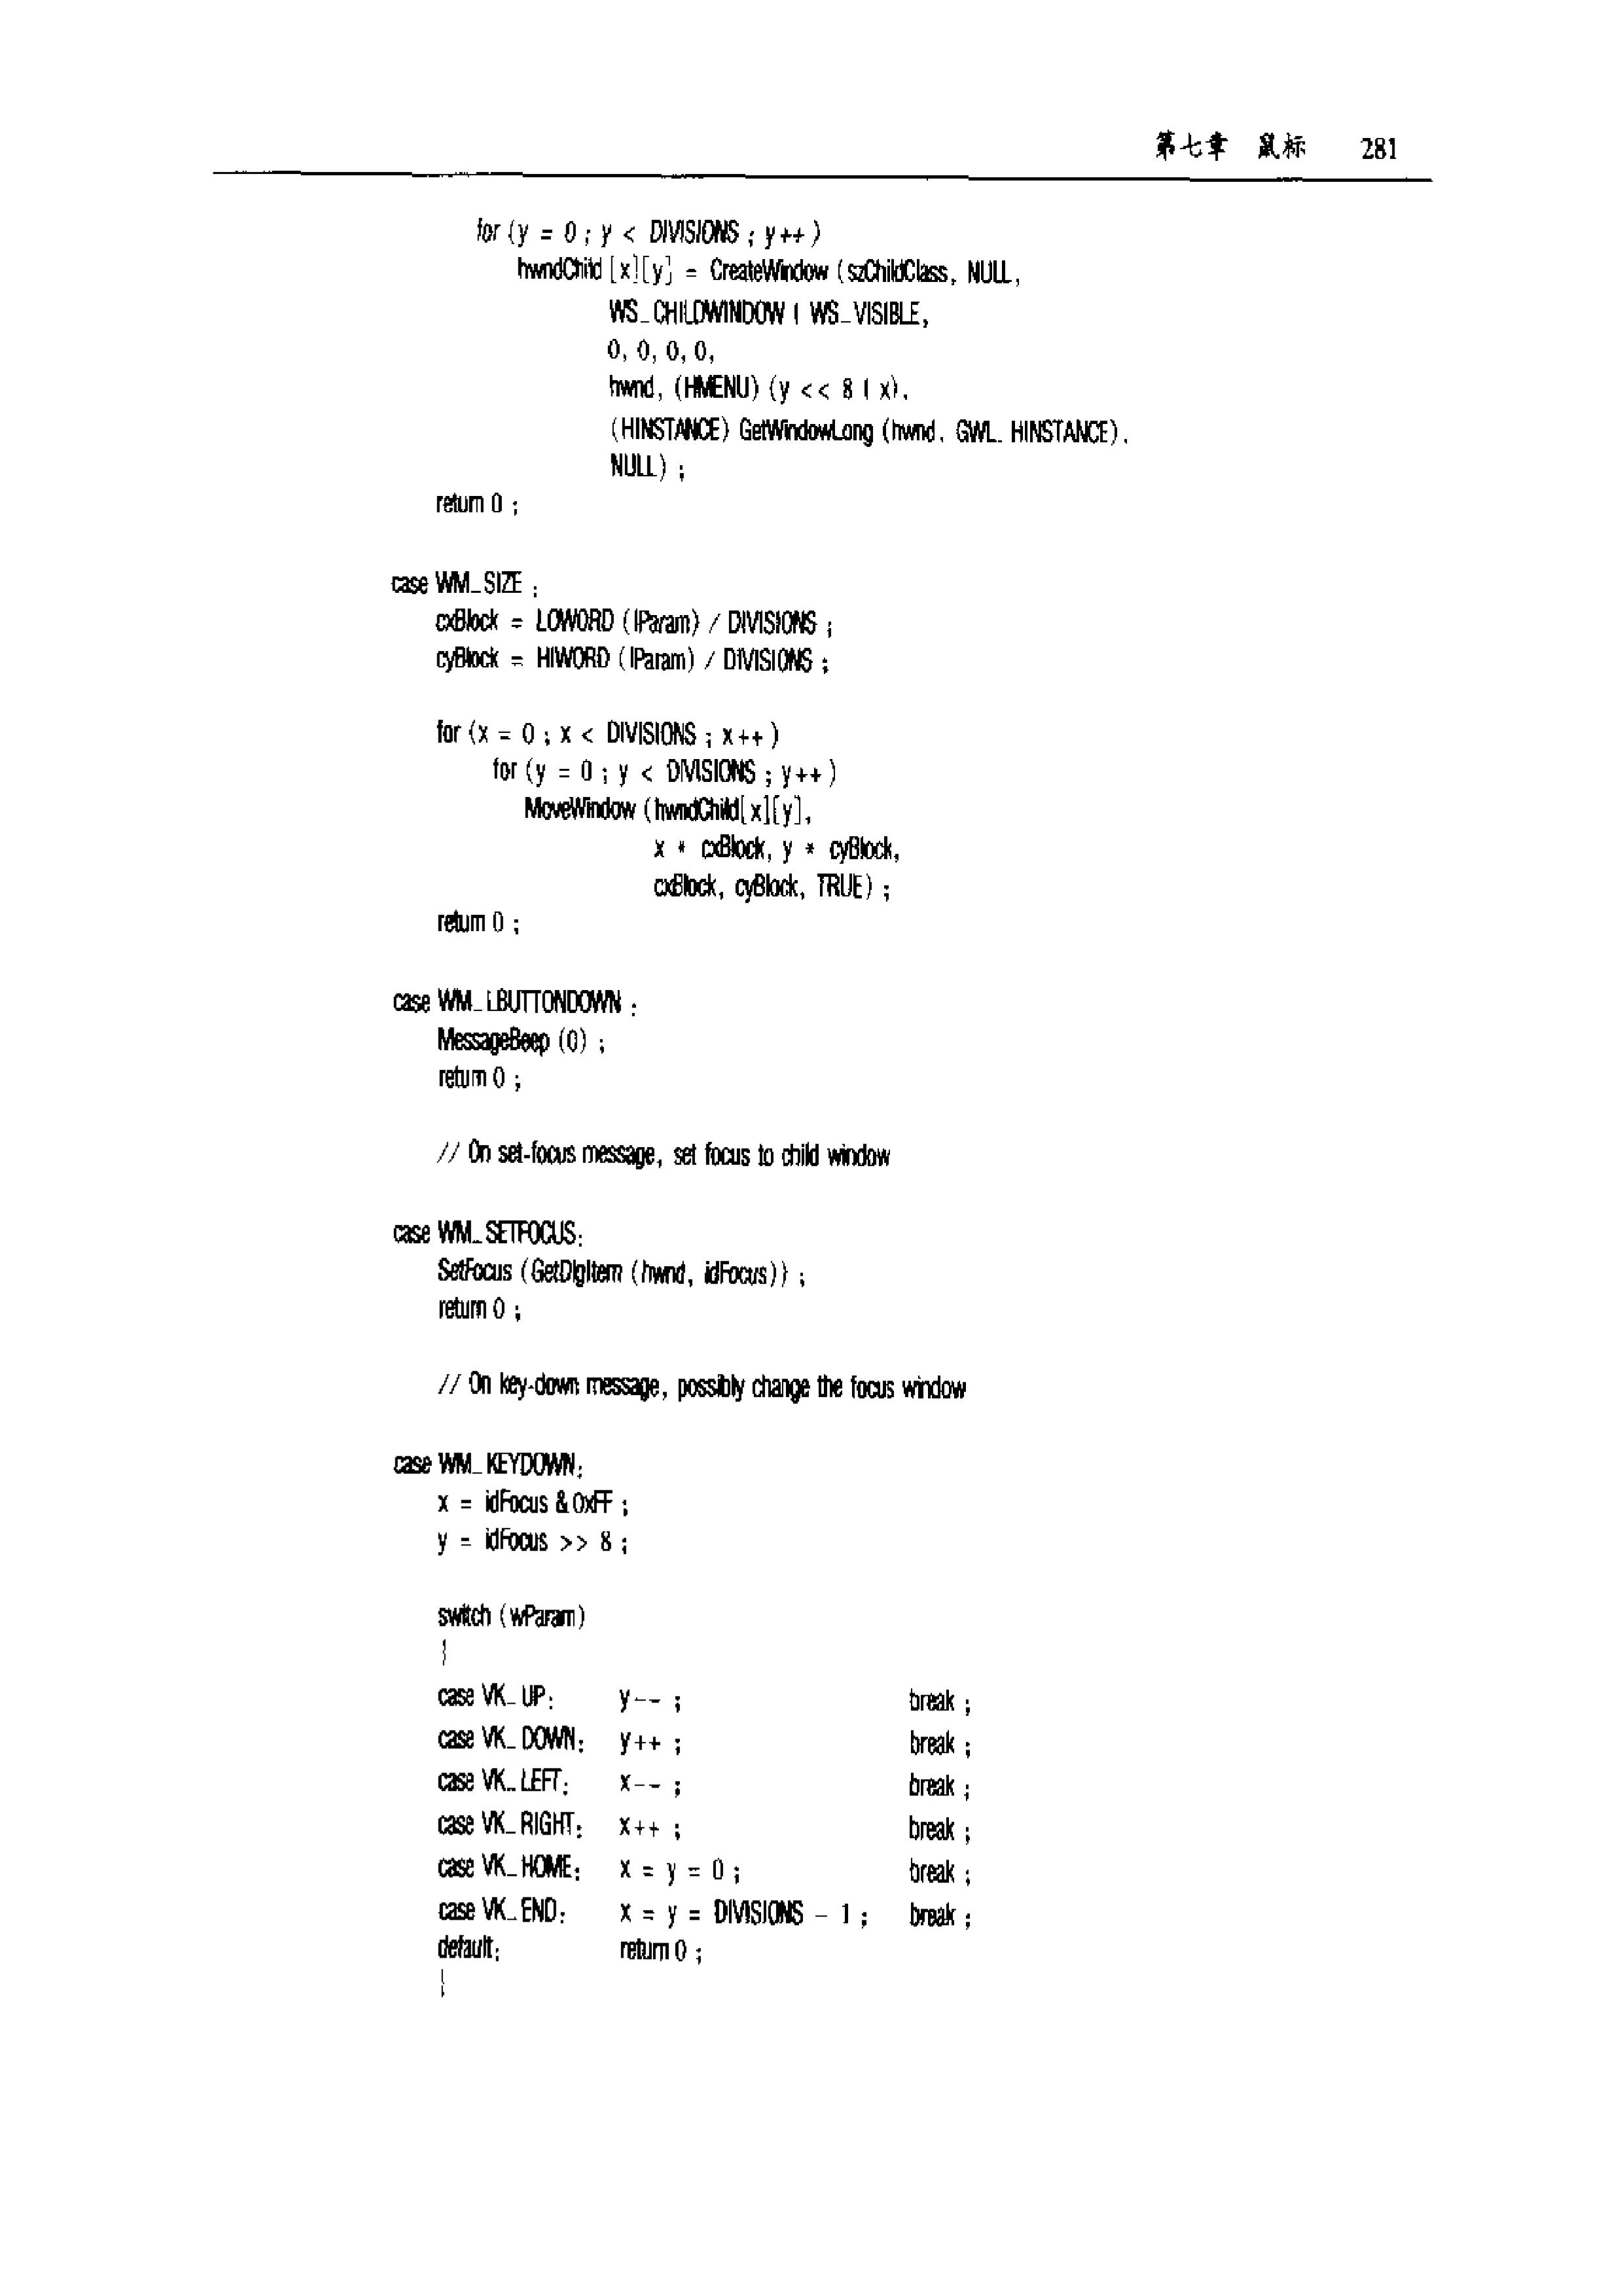 第七章 鼠标 281
for (y = 0 ; y < DIVISIONS ; y++ )
hwndChild [x][y] = CreateWindow (szChildClass, NULL,
WS_CHILDWINDOW | WS_VISIBLE,
0, 0, 0, 0,
hwnd, (HMENU) (y << 8 | x),
(HINSTANCE) GetWindowLong (hwnd, GWL_HINSTANCE),
NULL) ;
return 0 ;
case WM_SIZE :
cxBlock = LOWORD (lParam) / DIVISIONS ;
cyBlock = HIWORD (lParam) / DIVISIONS ;
for (x = 0 ; x < DIVISIONS ; x++ )
for (y = 0 ; y < DIVISIONS ; y++ )
MoveWindow (hwndChild[x][y],
x * cxBlock, y * cyBlock,
cxBlock, cyBlock, TRUE) ;
return 0 ;
case WM_LBUTTONDOWN :
MessageBeep (0) ;
return 0 ;
// On set-focus message, set focus to child window
case WM_SETFOCUS:
SetFocus (GetDlgItem (hwnd, idFocus)) ;
return 0 ;
// On key-down message, possibly change the focus window
case WM_KEYDOWN:
x = idFocus & 0xFF ;
y = idFocus >> 8 ;
switch (wParam)
{
case VK_UP: y-- ; break ;
case VK_DOWN: y++ ; break ;
case VK_LEFT: x-- ; break ;
case VK_RIGHT: x++ ; break ;
case VK_HOME: x = y = 0 ; break ;
case VK_END: x = y = DIVISIONS - 1 ; break ;
default: return 0 ;
}